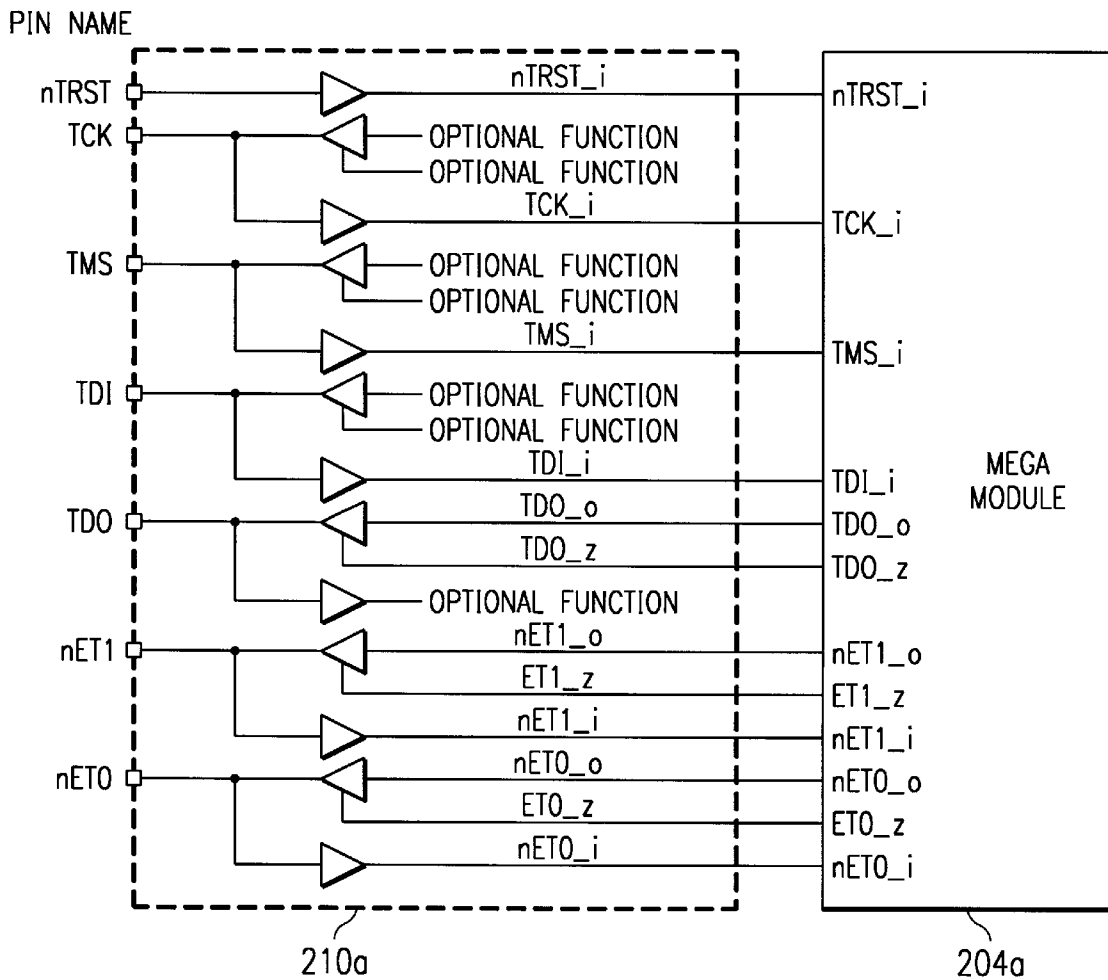 PIN NAME
nTRST
nTRST_i
nTRST_i
TCK
OPTIONAL FUNCTION
OPTIONAL FUNCTION
TCK_i
TCK_i
TMS
OPTIONAL FUNCTION
OPTIONAL FUNCTION
TMS_i
TMS_i
TDI
OPTIONAL FUNCTION
OPTIONAL FUNCTION
TDI_i
TDI_i
MEGA
MODULE
TDO
TDO_o
TDO_o
TDO_z
TDO_z
OPTIONAL FUNCTION
nET1
nET1_o
nET1_o
ET1_z
ET1_z
nET1_i
nET1_i
nET0
nET0_o
nET0_o
ET0_z
ET0_z
nET0_i
nET0_i
210a
204a